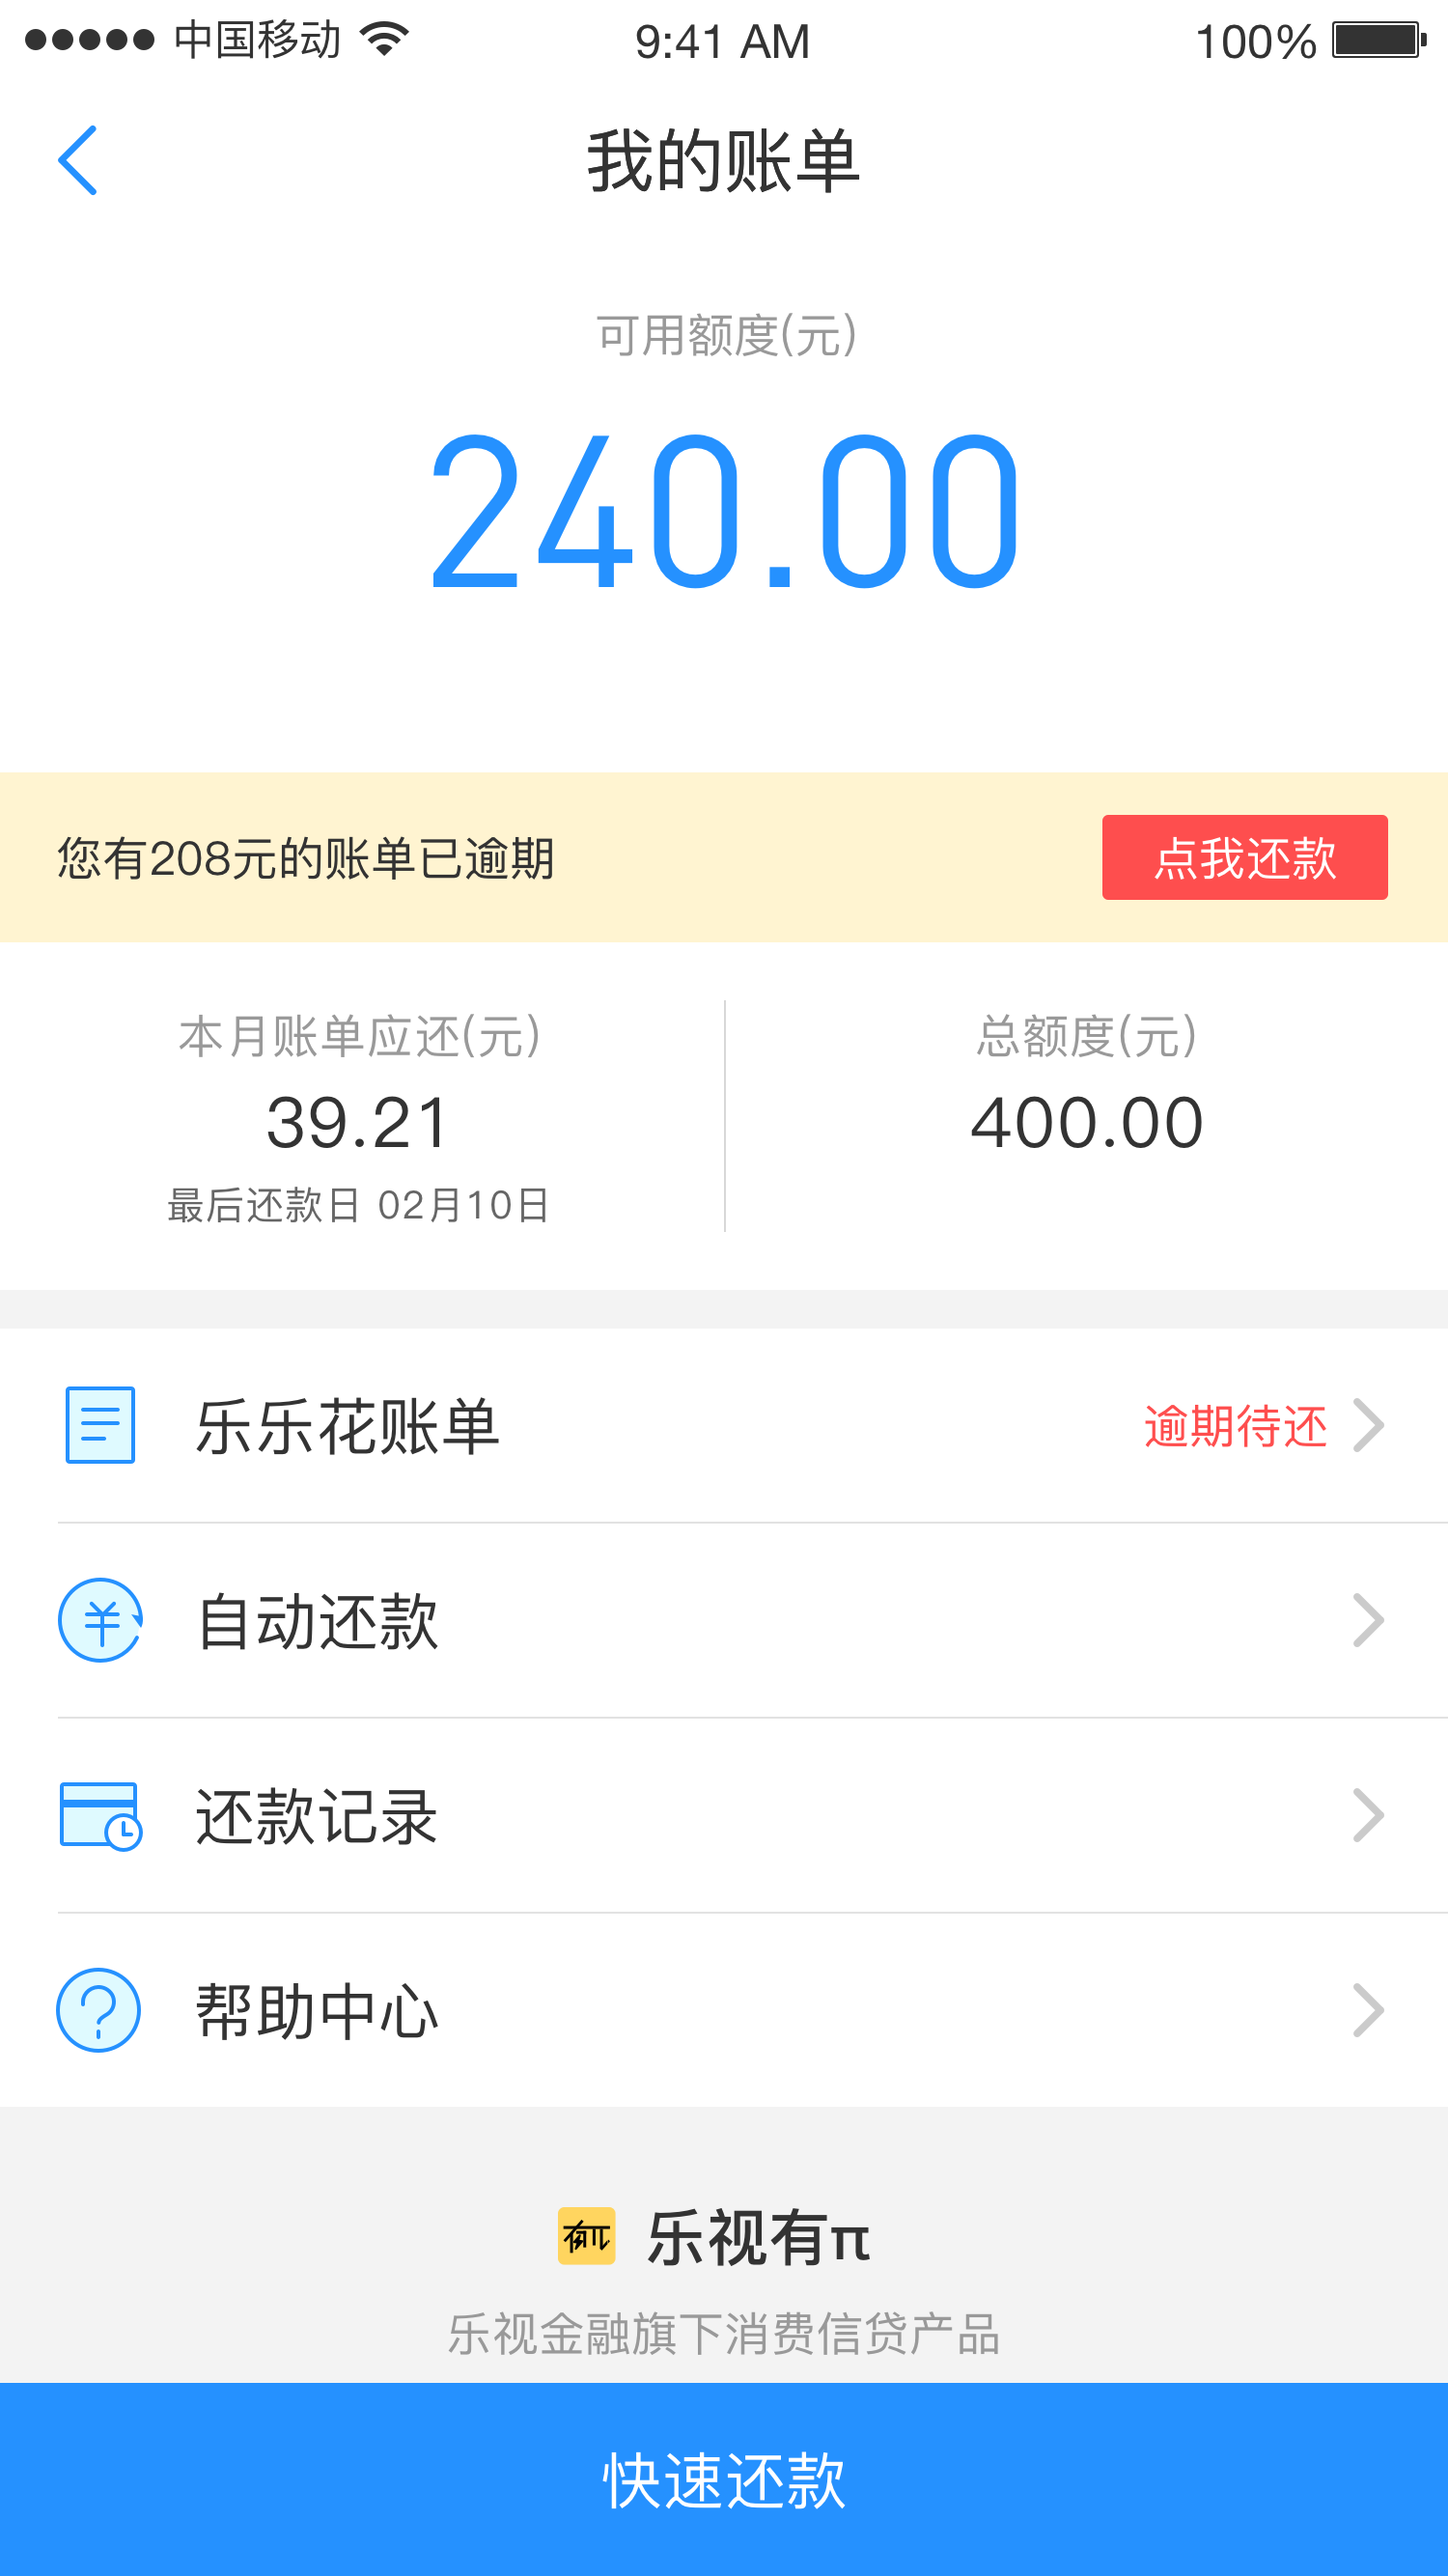 中国移动 9:41 AM 100%
我的账单
可用额度(元)
240.00
您有208元的账单已逾期 点我还款
本月账单应还(元) 总额度(元)
39.21 400.00
最后还款日 02月10日
乐乐花账单 逾期待还
自动还款
还款记录
帮助中心
有π 乐视有π
乐视金融旗下消费信贷产品
快速还款